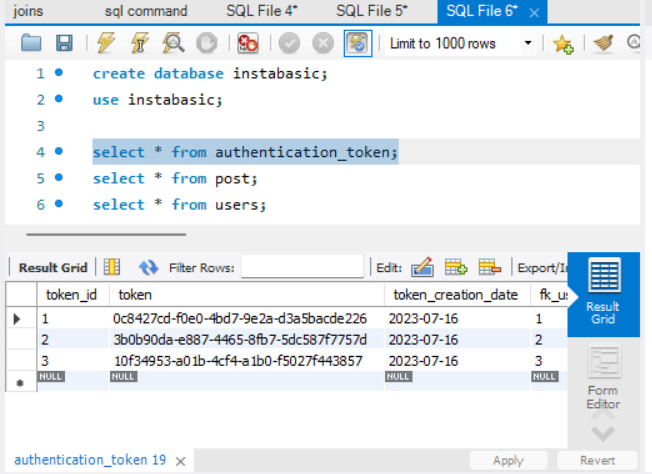 joins sql command SQL File 4* SQL File 5* SQL File 6* ×
Limit to 1000 rows
1 create database instabasic;
2 use instabasic;
3
4 select * from authentication_token;
5 select * from post;
6 select * from users;
Result Grid Filter Rows: Edit: Export/I
token_id token token_creation_date fk_us
1 0c8427cd-f0e0-4bd7-9e2a-d3a5bacde226 2023-07-16 1
2 3b0b90da-e887-4465-8fb7-5dc587f7757d 2023-07-16 2
3 10f34953-a01b-4cf4-a1b0-f5027f443857 2023-07-16 3
NULL NULL NULL NULL
Result
Grid
Form
Editor
authentication_token 19 × Apply Revert